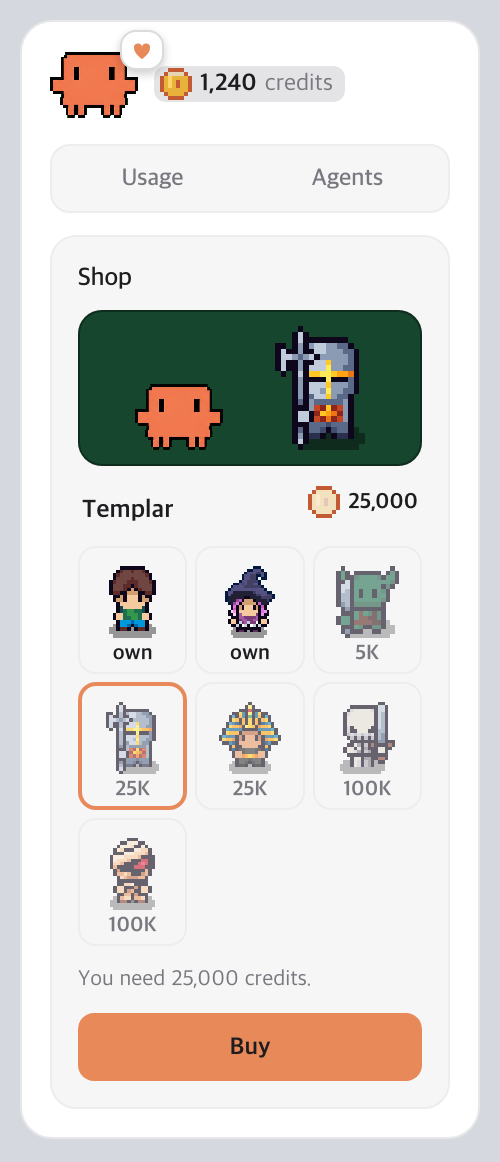 1,240 credits
Usage Agents
Shop
Templar 25,000
own own 5K
25K 25K 100K
100K
You need 25,000 credits.
Buy